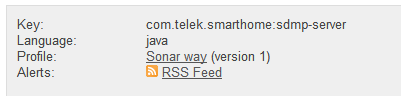 Key: com.telek.smarthome:sdmp-server
Language: java
Profile: Sonar way (version 1)
Alerts: RSS Feed